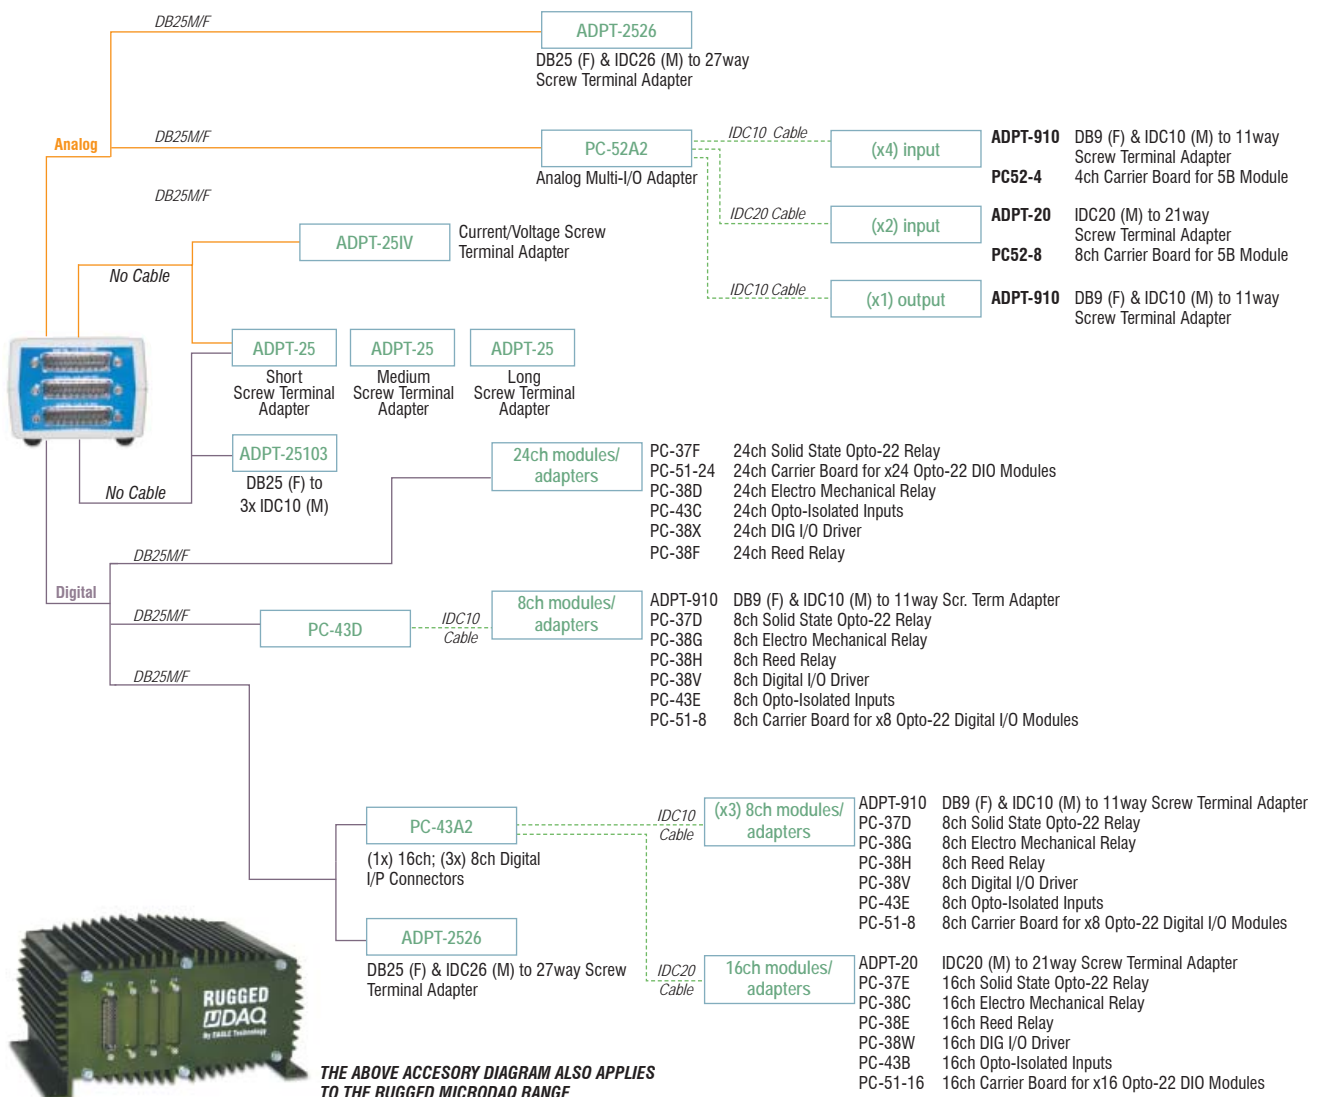 DB25M/F
ADPT-2526
DB25 (F) & IDC26 (M) to 27way
Screw Terminal Adapter
Analog
DB25M/F
PC-52A2
Analog Multi-I/O Adapter
IDC10 Cable
(x4) input
ADPT-910 DB9 (F) & IDC10 (M) to 11way
Screw Terminal Adapter
PC52-4 4ch Carrier Board for 5B Module
IDC20 Cable
(x2) input
ADPT-20 IDC20 (M) to 21way
Screw Terminal Adapter
PC52-8 8ch Carrier Board for 5B Module
IDC10 Cable
(x1) output
ADPT-910 DB9 (F) & IDC10 (M) to 11way
Screw Terminal Adapter
DB25M/F
ADPT-25IV
Current/Voltage Screw
Terminal Adapter
No Cable
ADPT-25
Short
Screw Terminal
Adapter
ADPT-25
Medium
Screw Terminal
Adapter
ADPT-25
Long
Screw Terminal
Adapter
ADPT-25103
DB25 (F) to
3x IDC10 (M)
No Cable
Digital
DB25M/F
24ch modules/
adapters
PC-37F 24ch Solid State Opto-22 Relay
PC-51-24 24ch Carrier Board for x24 Opto-22 DIO Modules
PC-38D 24ch Electro Mechanical Relay
PC-43C 24ch Opto-Isolated Inputs
PC-38X 24ch DIG I/O Driver
PC-38F 24ch Reed Relay
DB25M/F
PC-43D
IDC10
Cable
8ch modules/
adapters
ADPT-910 DB9 (F) & IDC10 (M) to 11way Scr. Term Adapter
PC-37D 8ch Solid State Opto-22 Relay
PC-38G 8ch Electro Mechanical Relay
PC-38H 8ch Reed Relay
PC-38V 8ch Digital I/O Driver
PC-43E 8ch Opto-Isolated Inputs
PC-51-8 8ch Carrier Board for x8 Opto-22 Digital I/O Modules
DB25M/F
PC-43A2
(1x) 16ch; (3x) 8ch Digital
I/P Connectors
IDC10
Cable
(x3) 8ch modules/
adapters
ADPT-910 DB9 (F) & IDC10 (M) to 11way Screw Terminal Adapter
PC-37D 8ch Solid State Opto-22 Relay
PC-38G 8ch Electro Mechanical Relay
PC-38H 8ch Reed Relay
PC-38V 8ch Digital I/O Driver
PC-43E 8ch Opto-Isolated Inputs
PC-51-8 8ch Carrier Board for x8 Opto-22 Digital I/O Modules
ADPT-2526
DB25 (F) & IDC26 (M) to 27way Screw
Terminal Adapter
IDC20
Cable
16ch modules/
adapters
ADPT-20 IDC20 (M) to 21way Screw Terminal Adapter
PC-37E 16ch Solid State Opto-22 Relay
PC-38C 16ch Electro Mechanical Relay
PC-38E 16ch Reed Relay
PC-38W 16ch DIG I/O Driver
PC-43B 16ch Opto-Isolated Inputs
PC-51-16 16ch Carrier Board for x16 Opto-22 DIO Modules
RUGGED
µDAQ
By EAGLE Technology
THE ABOVE ACCESORY DIAGRAM ALSO APPLIES
TO THE RUGGED MICRODAQ RANGE